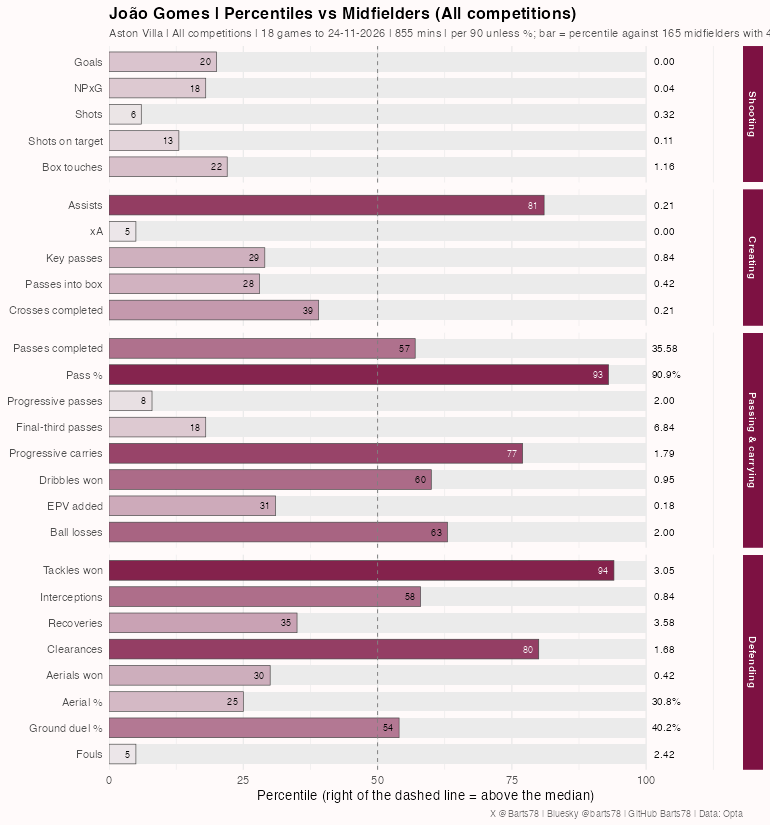 João Gomes | Percentiles vs Midfielders (All competitions)
Aston Villa | All competitions | 18 games to 24-11-2026 | 855 mins | per 90 unless %; bar = percentile against 165 midfielders with 4
Goals 20 0.00
NPxG 18 0.04
Shots 6 0.32
Shots on target 13 0.11
Box touches 22 1.16
Shooting
Assists 81 0.21
xA 5 0.00
Key passes 29 0.84
Passes into box 28 0.42
Crosses completed 39 0.21
Creating
Passes completed 57 35.58
Pass % 93 90.9%
Progressive passes 8 2.00
Final-third passes 18 6.84
Progressive carries 77 1.79
Dribbles won 60 0.95
EPV added 31 0.18
Ball losses 63 2.00
Passing & carrying
Tackles won 94 3.05
Interceptions 58 0.84
Recoveries 35 3.58
Clearances 80 1.68
Aerials won 30 0.42
Aerial % 25 30.8%
Ground duel % 54 40.2%
Fouls 5 2.42
Defending
0 25 50 75 100
Percentile (right of the dashed line = above the median)
X @Barts78 | Bluesky @barts78 | GitHub Barts78 | Data: Opta